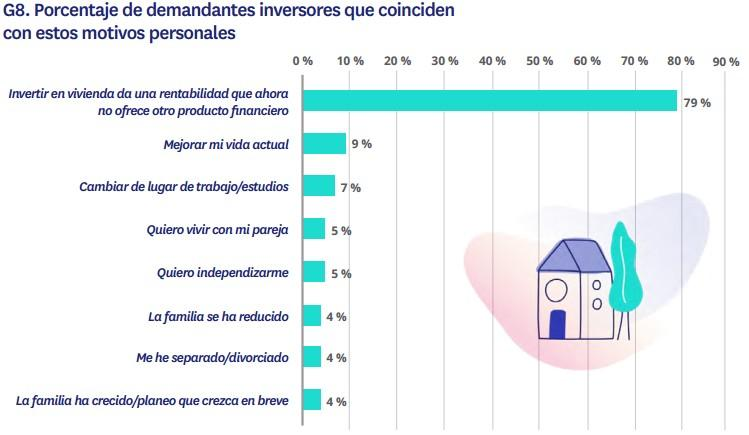 G8. Porcentaje de demandantes inversores que coinciden
con estos motivos personales
0 % 10 % 20 % 30 % 40 % 50 % 60 % 70 % 80 % 90 %
Invertir en vivienda da una rentabilidad que ahora
no ofrece otro producto financiero
79 %
Mejorar mi vida actual
9 %
Cambiar de lugar de trabajo/estudios
7 %
Quiero vivir con mi pareja
5 %
Quiero independizarme
5 %
La familia se ha reducido
4 %
Me he separado/divorciado
4 %
La familia ha crecido/planeo que crezca en breve
4 %